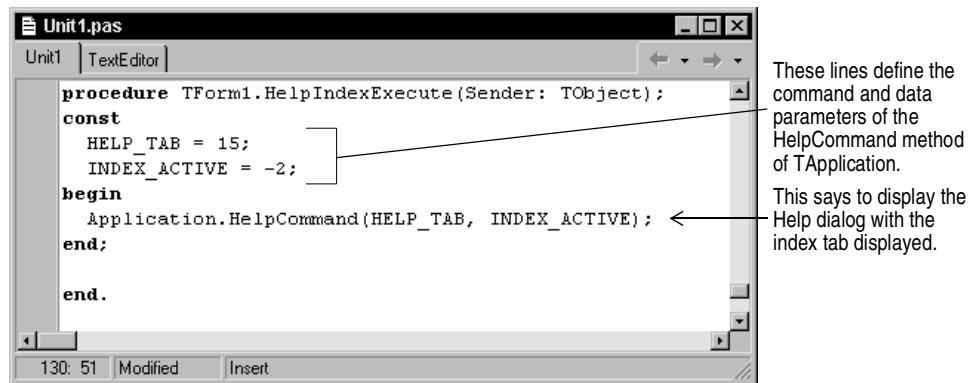 Unit1.pas
Unit1 TextEditor
procedure TForm1.HelpIndexExecute(Sender: TObject);
const
HELP_TAB = 15;
INDEX_ACTIVE = -2;
begin
Application.HelpCommand(HELP_TAB, INDEX_ACTIVE);
end;
end.
130: 51 Modified Insert
These lines define the
command and data
parameters of the
HelpCommand method
of TApplication.
This says to display the
Help dialog with the
index tab displayed.